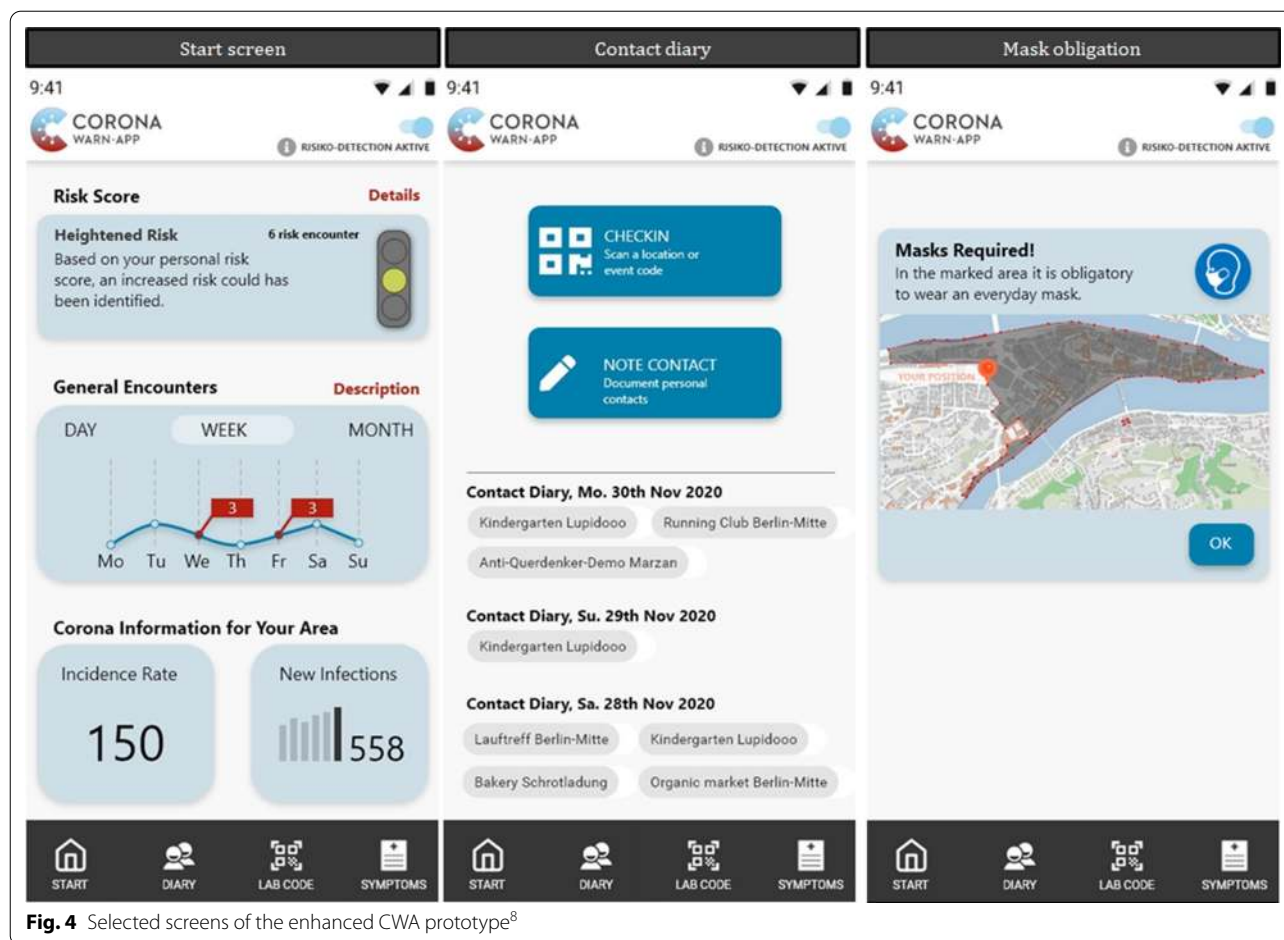 Start screen
9:41
CORONA
WARN-APP
RISIKO-DETECTION AKTIVE
Risk Score
Details
Heightened Risk
6 risk encounter
Based on your personal risk
score, an increased risk could has
been identified.
General Encounters
Description
DAY
WEEK
MONTH
3
3
Mo Tu We Th Fr Sa Su
Corona Information for Your Area
Incidence Rate
150
New Infections
558
START
DIARY
LAB CODE
SYMPTOMS
Contact diary
9:41
CORONA
WARN-APP
RISIKO-DETECTION AKTIVE
CHECKIN
Scan a location or
event code
NOTE CONTACT
Document personal
contacts
Contact Diary, Mo. 30th Nov 2020
Kindergarten Lupidooo
Running Club Berlin-Mitte
Anti-Querdenker-Demo Marzan
Contact Diary, Su. 29th Nov 2020
Kindergarten Lupidooo
Contact Diary, Sa. 28th Nov 2020
Lauftreff Berlin-Mitte
Kindergarten Lupidooo
Bakery Schrotladung
Organic market Berlin-Mitte
START
DIARY
LAB CODE
SYMPTOMS
Mask obligation
9:41
CORONA
WARN-APP
RISIKO-DETECTION AKTIVE
Masks Required!
In the marked area it is obligatory
to wear an everyday mask.
YOUR POSITION
OK
START
DIARY
LAB CODE
SYMPTOMS
Fig. 4 Selected screens of the enhanced CWA prototype⁸